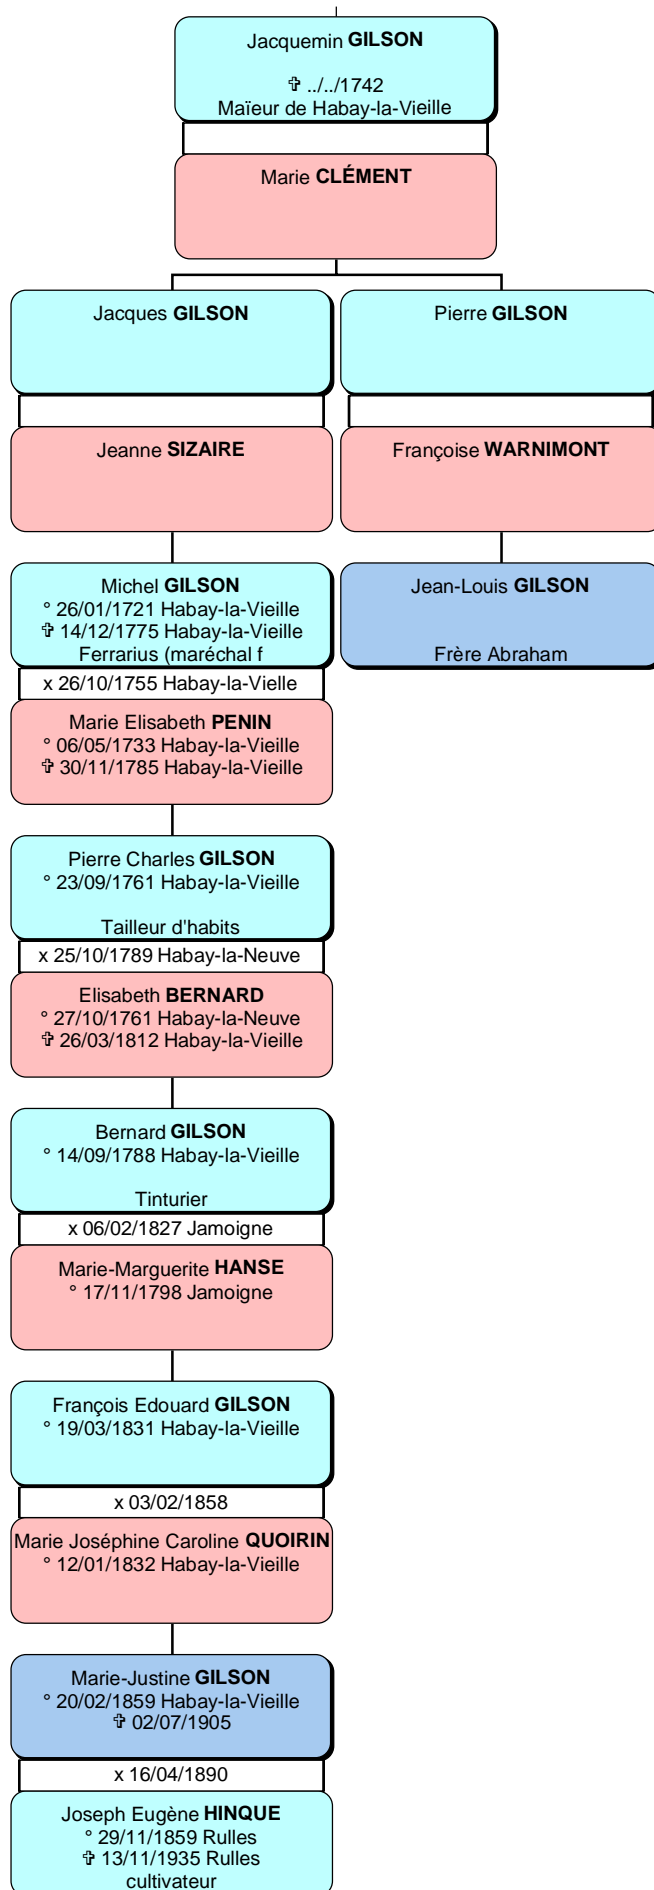 Jacquemin GILSON
✞ ../../1742
Maïeur de Habay-la-Vieille
Marie CLÉMENT
Jacques GILSON
Pierre GILSON
Jeanne SIZAIRE
Françoise WARNIMONT
Michel GILSON
° 26/01/1721 Habay-la-Vieille
✞ 14/12/1775 Habay-la-Vieille
Ferrarius (maréchal f
Jean-Louis GILSON
Frère Abraham
x 26/10/1755 Habay-la-Vielle
Marie Elisabeth PENIN
° 06/05/1733 Habay-la-Vieille
✞ 30/11/1785 Habay-la-Vieille
Pierre Charles GILSON
° 23/09/1761 Habay-la-Vieille
Tailleur d'habits
x 25/10/1789 Habay-la-Neuve
Elisabeth BERNARD
° 27/10/1761 Habay-la-Neuve
✞ 26/03/1812 Habay-la-Vieille
Bernard GILSON
° 14/09/1788 Habay-la-Vieille
Tinturier
x 06/02/1827 Jamoigne
Marie-Marguerite HANSE
° 17/11/1798 Jamoigne
François Edouard GILSON
° 19/03/1831 Habay-la-Vieille
x 03/02/1858
Marie Joséphine Caroline QUOIRIN
° 12/01/1832 Habay-la-Vieille
Marie-Justine GILSON
° 20/02/1859 Habay-la-Vieille
✞ 02/07/1905
x 16/04/1890
Joseph Eugène HINQUE
° 29/11/1859 Rulles
✞ 13/11/1935 Rulles
cultivateur